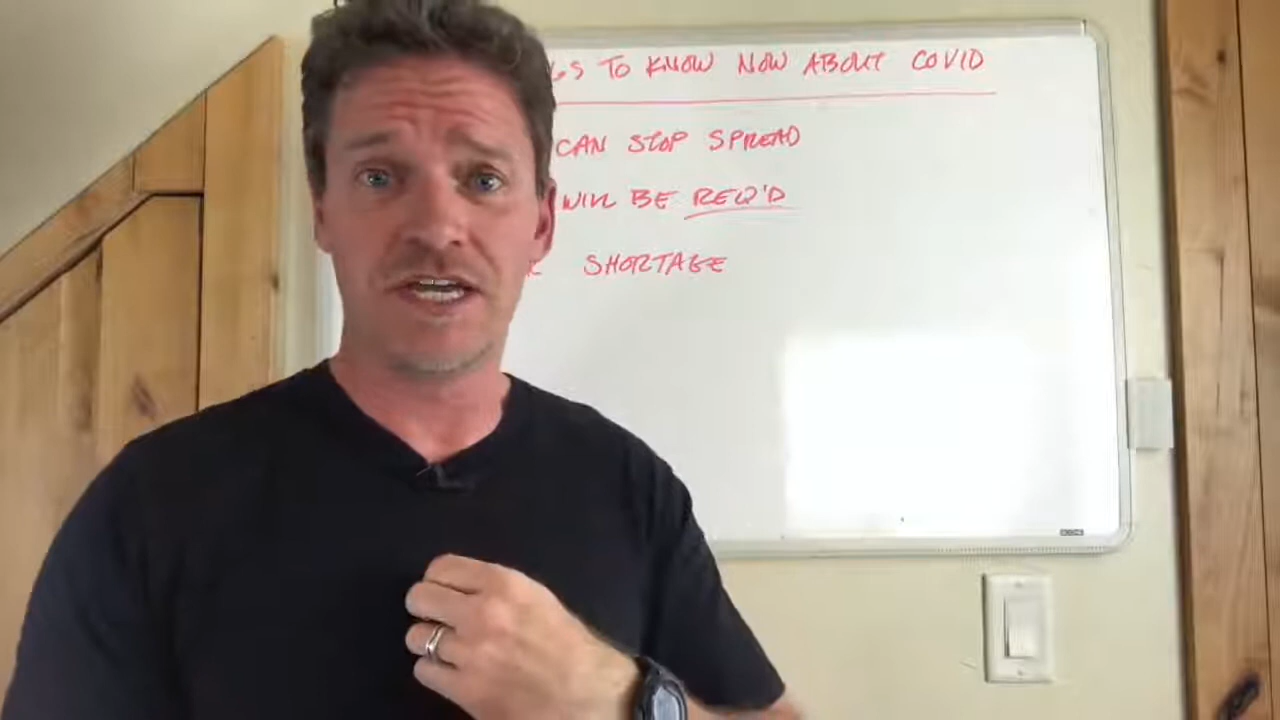 TO KNOW NOW ABOUT COVID
CAN STOP SPREAD
WILL BE REQ'D
SHORTAGE